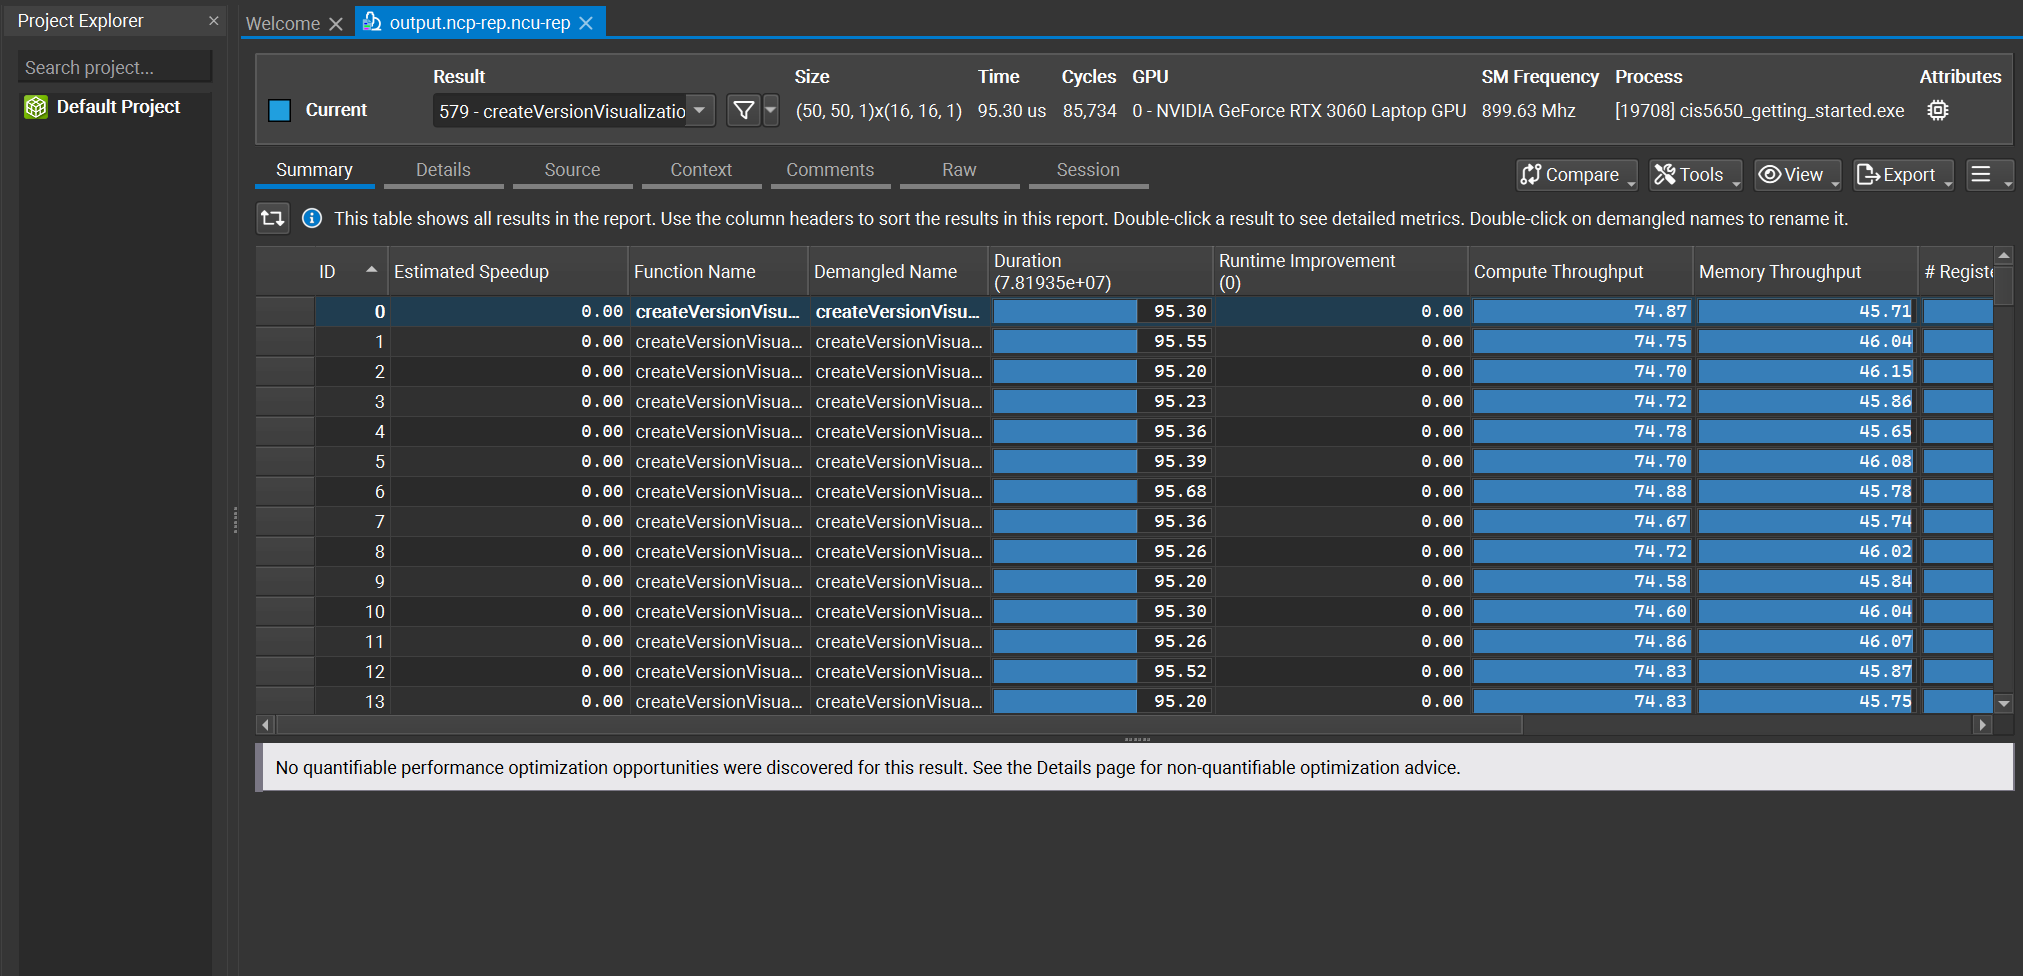 Project Explorer
Search project...
Default Project
Welcome
output.ncp-rep.ncu-rep
Result Size Time Cycles GPU SM Frequency Process Attributes
Current 579 - createVersionVisualizatio (50, 50, 1)x(16, 16, 1) 95.30 us 85,734 0 - NVIDIA GeForce RTX 3060 Laptop GPU 899.63 Mhz [19708] cis5650_getting_started.exe
Summary Details Source Context Comments Raw Session Compare Tools View Export
This table shows all results in the report. Use the column headers to sort the results in this report. Double-click a result to see detailed metrics. Double-click on demangled names to rename it.
ID Estimated Speedup Function Name Demangled Name Duration (7.81935e+07) Runtime Improvement (0) Compute Throughput Memory Throughput # Registe
0 0.00 createVersionVisu... createVersionVisu... 95.30 0.00 74.87 45.71
1 0.00 createVersionVisua... createVersionVisua... 95.55 0.00 74.75 46.04
2 0.00 createVersionVisua... createVersionVisua... 95.20 0.00 74.70 46.15
3 0.00 createVersionVisua... createVersionVisua... 95.23 0.00 74.72 45.86
4 0.00 createVersionVisua... createVersionVisua... 95.36 0.00 74.78 45.65
5 0.00 createVersionVisua... createVersionVisua... 95.39 0.00 74.70 46.08
6 0.00 createVersionVisua... createVersionVisua... 95.68 0.00 74.88 45.78
7 0.00 createVersionVisua... createVersionVisua... 95.36 0.00 74.67 45.74
8 0.00 createVersionVisua... createVersionVisua... 95.26 0.00 74.72 46.02
9 0.00 createVersionVisua... createVersionVisua... 95.20 0.00 74.58 45.84
10 0.00 createVersionVisua... createVersionVisua... 95.30 0.00 74.60 46.04
11 0.00 createVersionVisua... createVersionVisua... 95.26 0.00 74.86 46.07
12 0.00 createVersionVisua... createVersionVisua... 95.52 0.00 74.83 45.87
13 0.00 createVersionVisua... createVersionVisua... 95.20 0.00 74.83 45.75
No quantifiable performance optimization opportunities were discovered for this result. See the Details page for non-quantifiable optimization advice.